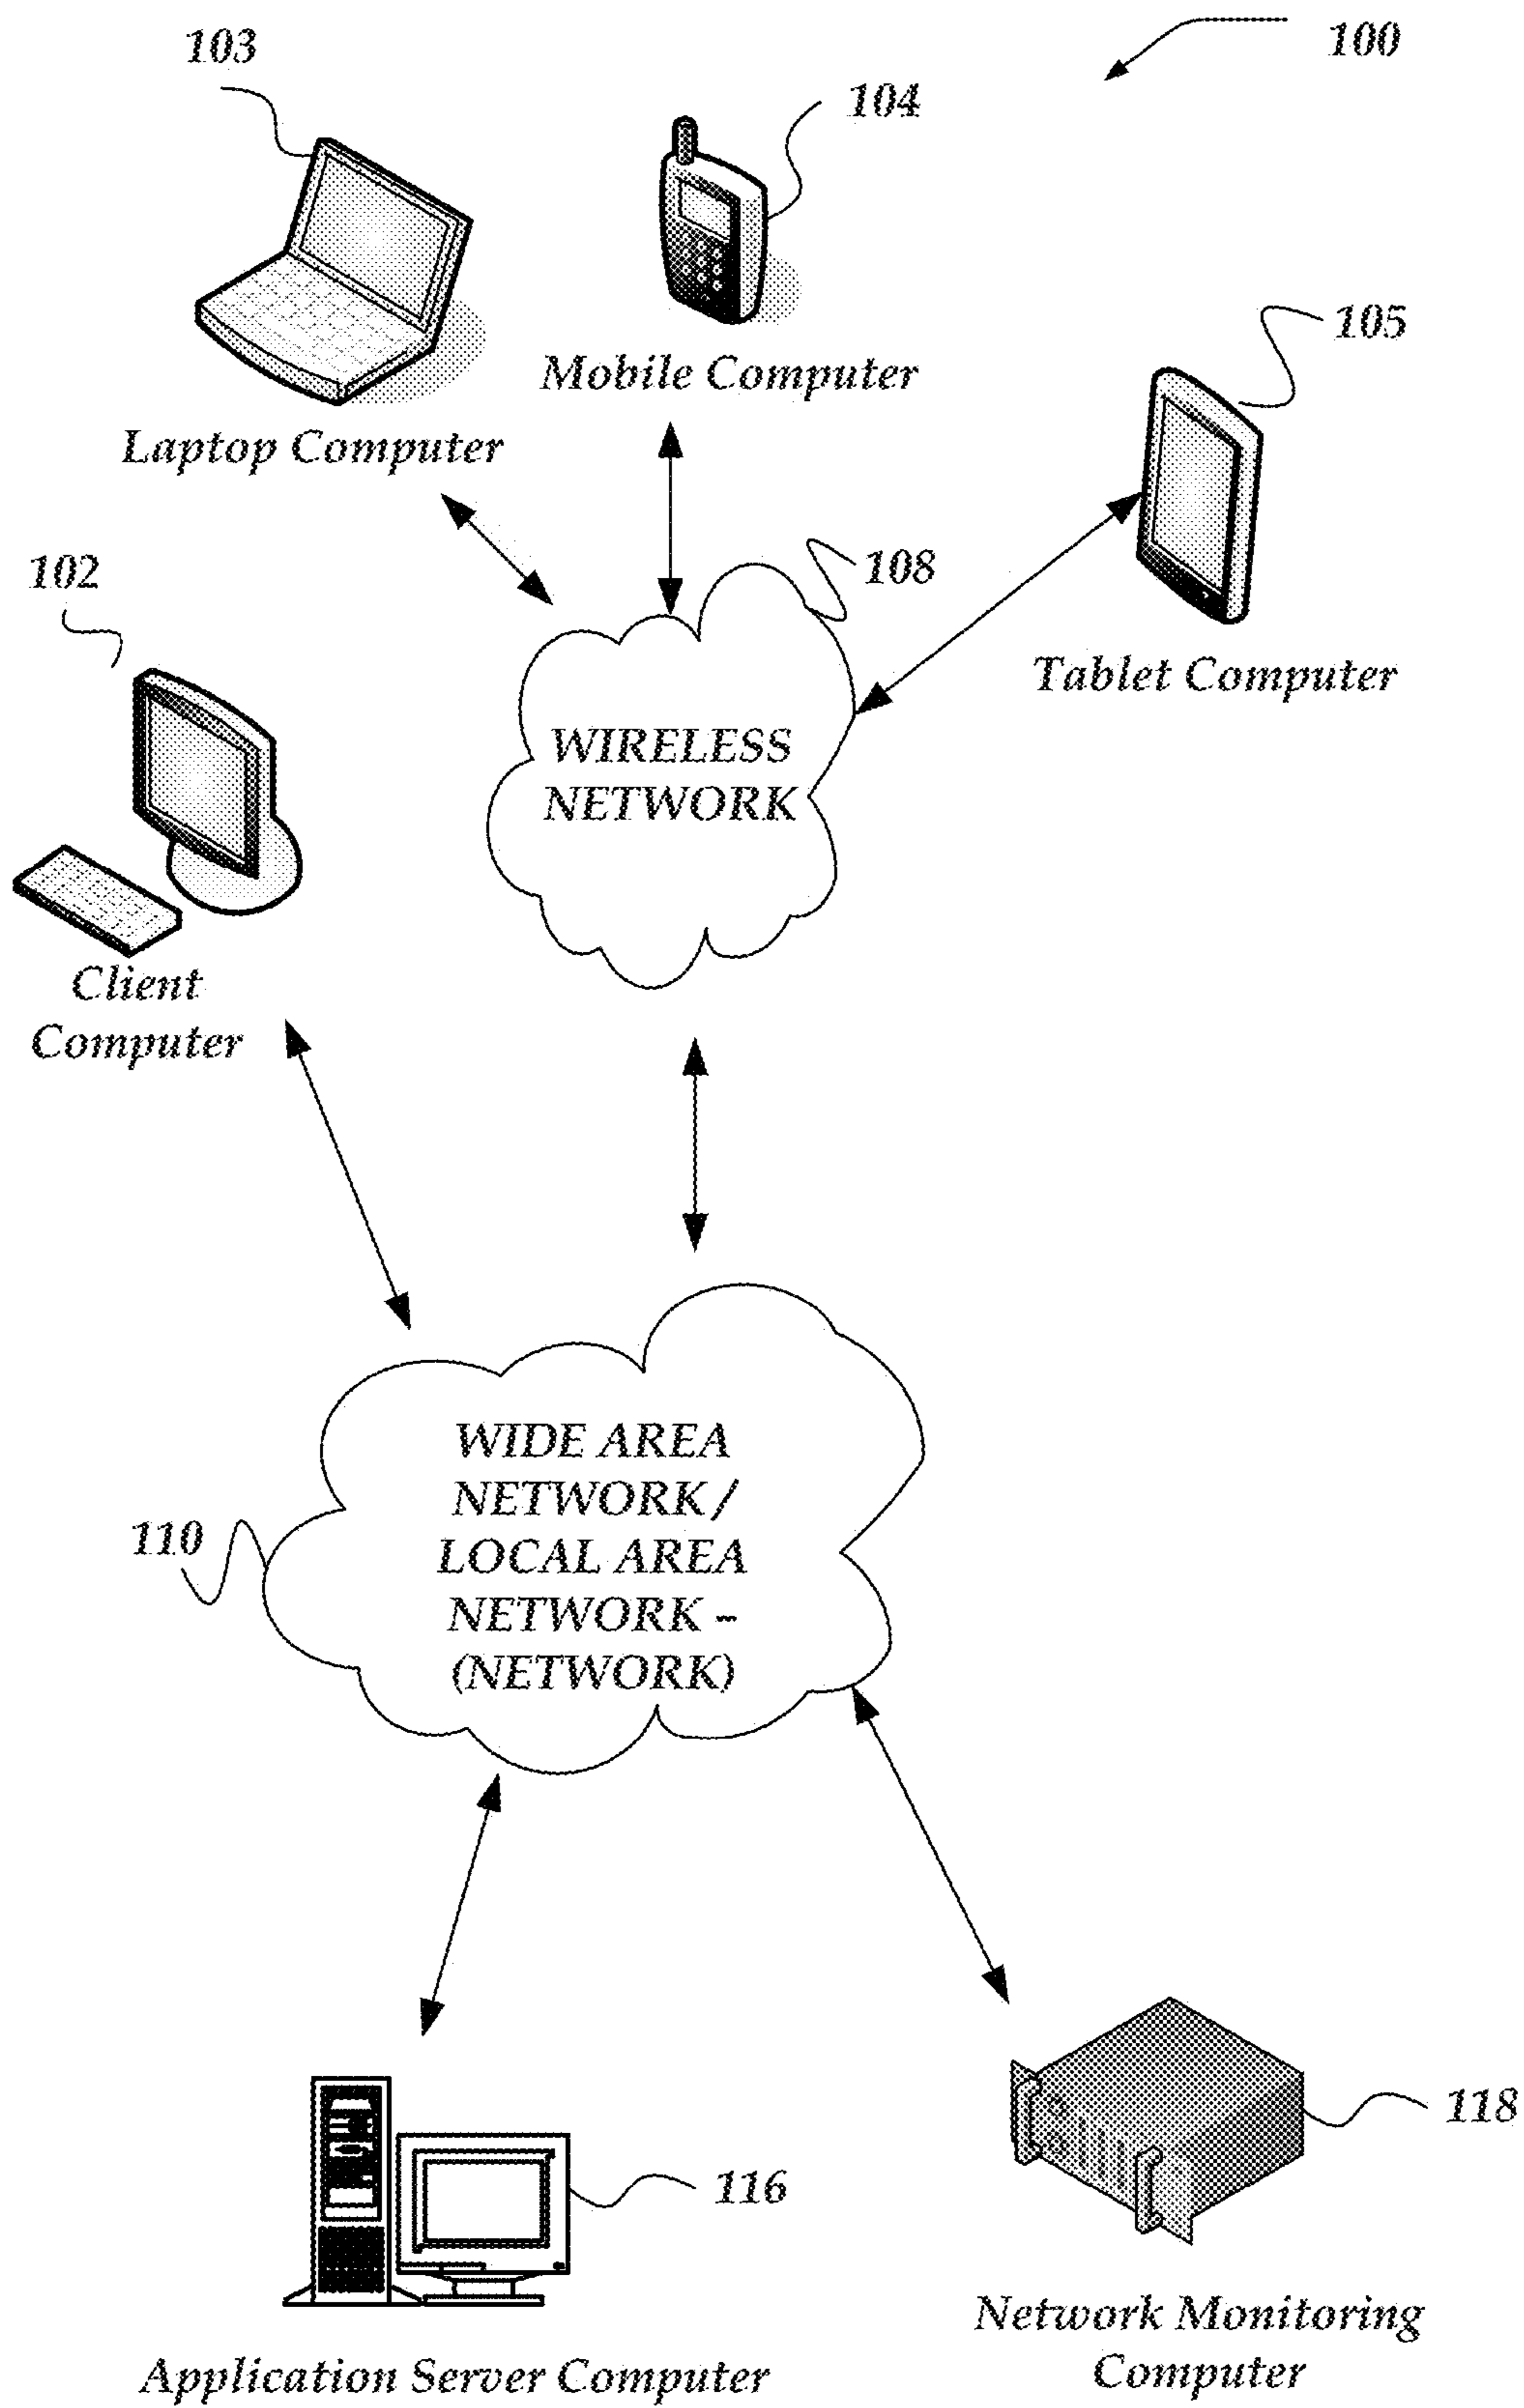 103
100
104
105
Mobile Computer
Laptop Computer
108
102
Tablet Computer
WIRELESS
NETWORK
Client
Computer
WIDE AREA
NETWORK /
LOCAL AREA
NETWORK –
(NETWORK)
110
118
116
Network Monitoring
Computer
Application Server Computer